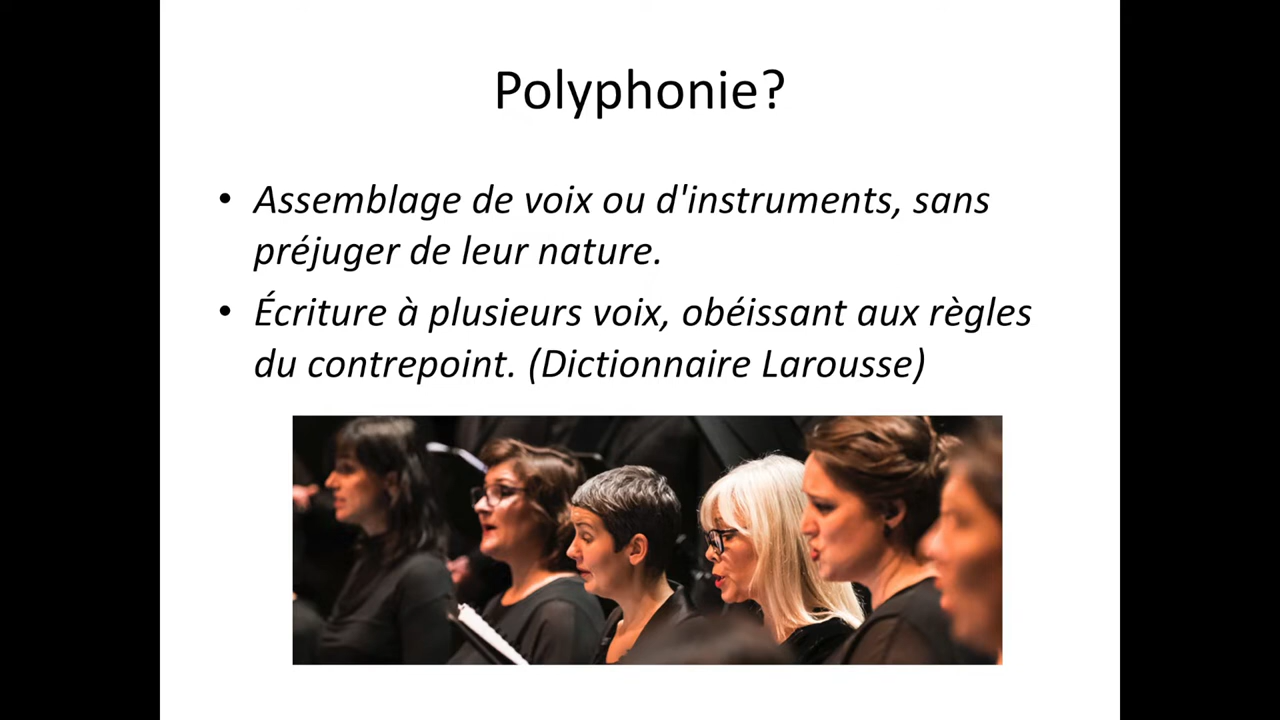 Polyphonie?
• Assemblage de voix ou d'instruments, sans
préjuger de leur nature.
• Écriture à plusieurs voix, obéissant aux règles
du contrepoint. (Dictionnaire Larousse)